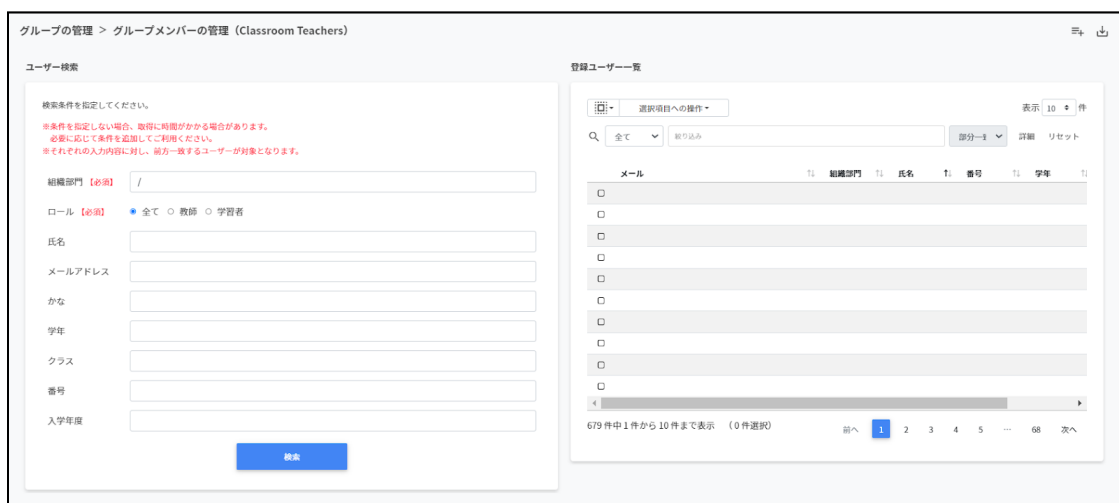 グループの管理 > グループメンバーの管理（Classroom Teachers）
ユーザー検索
検索条件を指定してください。
※条件を指定しない場合、取得に時間がかかる場合があります。
必要に応じて条件を追加してご利用ください。
※それぞれの入力内容に対し、前方一致するユーザーが対象となります。
組織部門【必須】 /
ロール【必須】 全て 教師 学習者
氏名
メールアドレス
かな
学年
クラス
番号
入学年度
検索
登録ユーザー一覧
選択項目への操作 表示 10 件
全て 絞り込み 部分一致 詳細 リセット
メール 組織部門 氏名 番号 学年
679 件中 1 件から 10 件まで表示 （0 件選択）
前へ 1 2 3 4 5 … 68 次へ